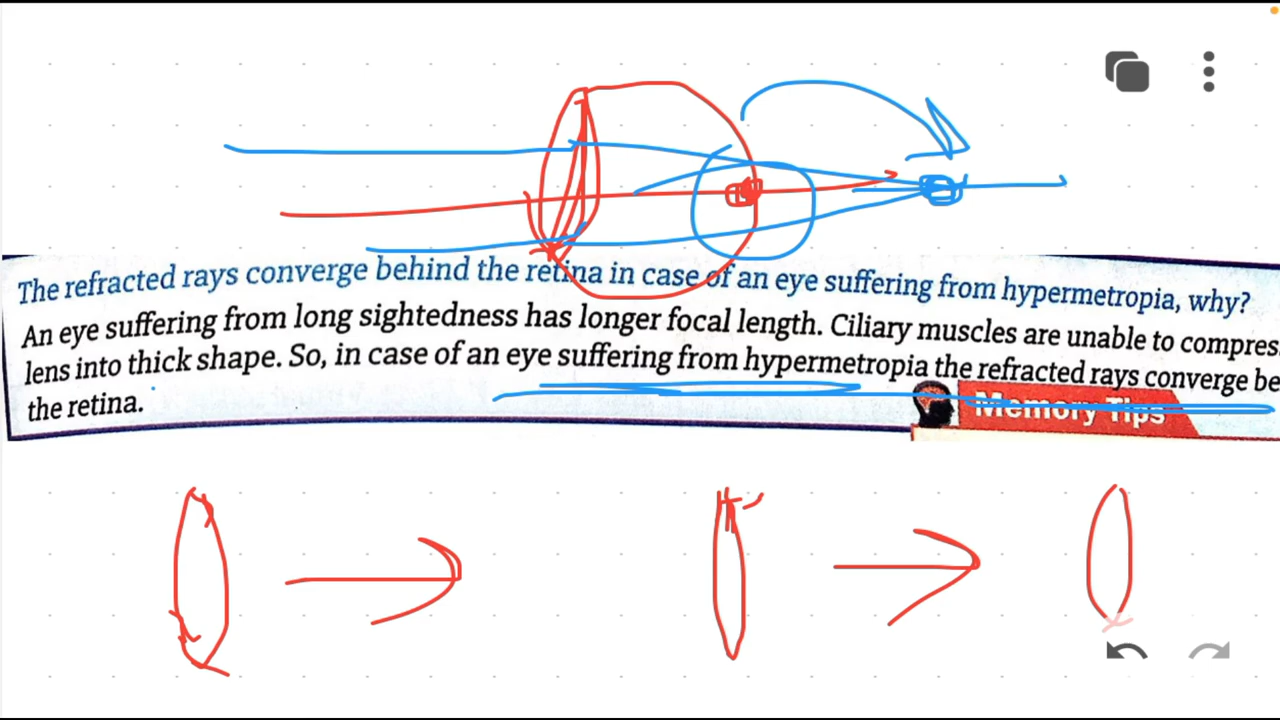 The refracted rays converge behind the retina in case of an eye suffering from hypermetropia, why?
An eye suffering from long sightedness has longer focal length. Ciliary muscles are unable to compres
lens into thick shape. So, in case of an eye suffering from hypermetropia the refracted rays converge be
the retina.
Memory Tips